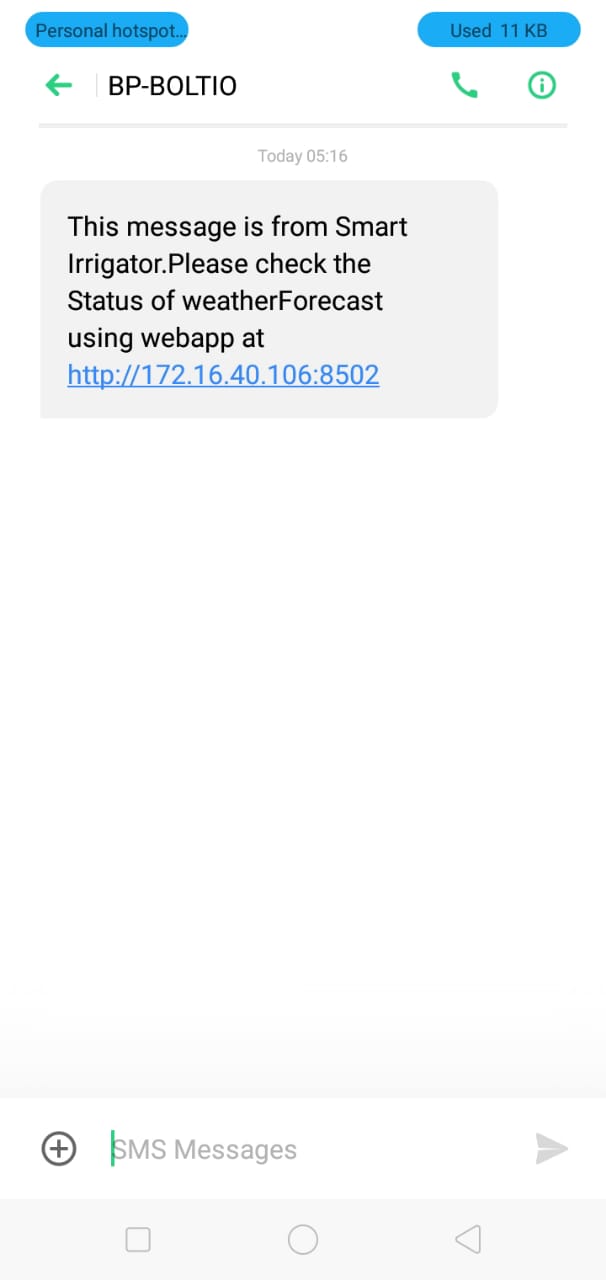 Personal hotspot... Used 11 KB
BP-BOLTIO
Today 05:16
This message is from Smart
Irrigator.Please check the
Status of weatherForecast
using webapp at
http://172.16.40.106:8502
SMS Messages